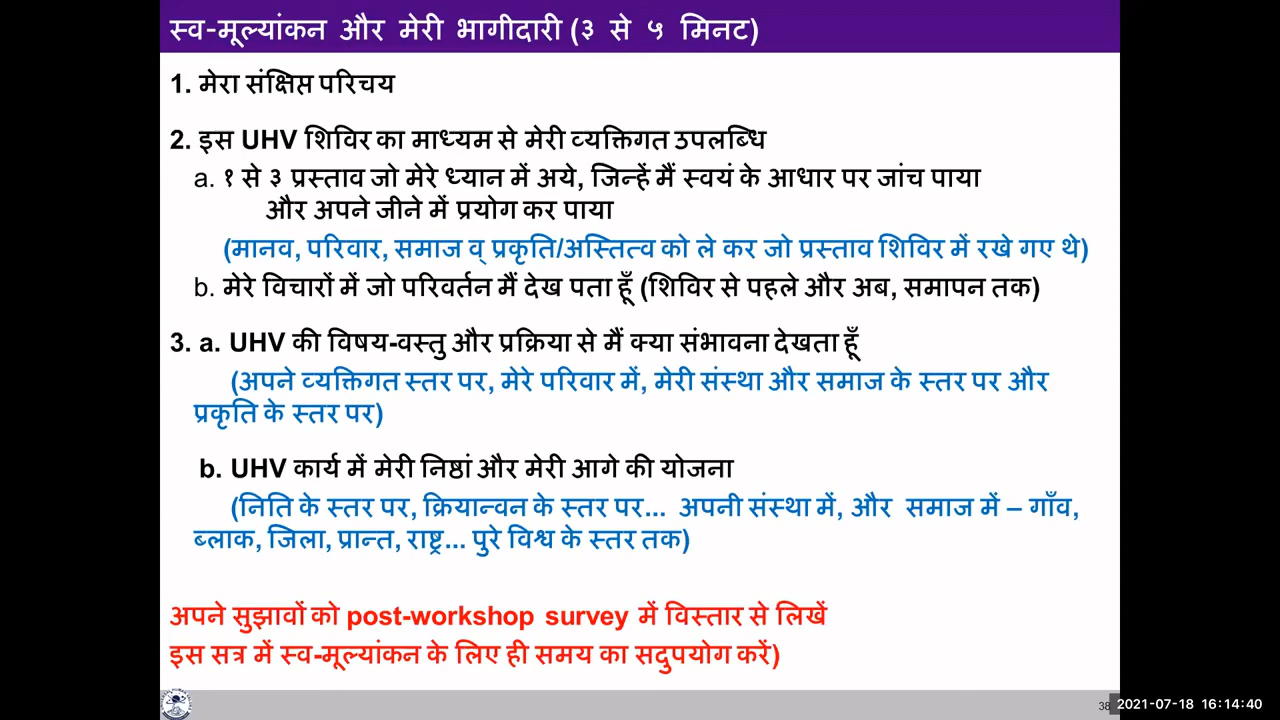 स्व-मूल्यांकन और मेरी भागीदारी (३ से ५ मिनट)
1. मेरा संक्षिप्त परिचय
2. इस UHV शिविर का माध्यम से मेरी व्यक्तिगत उपलब्धि
a. १ से ३ प्रस्ताव जो मेरे ध्यान में अये, जिन्हें मैं स्वयं के आधार पर जांच पाया
और अपने जीने में प्रयोग कर पाया
(मानव, परिवार, समाज व् प्रकृति/अस्तित्व को ले कर जो प्रस्ताव शिविर में रखे गए थे)
b. मेरे विचारों में जो परिवर्तन मैं देख पता हूँ (शिविर से पहले और अब, समापन तक)
3. a. UHV की विषय-वस्तु और प्रक्रिया से मैं क्या संभावना देखता हूँ
(अपने व्यक्तिगत स्तर पर, मेरे परिवार में, मेरी संस्था और समाज के स्तर पर और
प्रकृति के स्तर पर)
b. UHV कार्य में मेरी निष्ठां और मेरी आगे की योजना
(निति के स्तर पर, क्रियान्वन के स्तर पर... अपनी संस्था में, और समाज में – गाँव,
ब्लाक, जिला, प्रान्त, राष्ट्र... पुरे विश्व के स्तर तक)
अपने सुझावों को post-workshop survey में विस्तार से लिखें
इस सत्र में स्व-मूल्यांकन के लिए ही समय का सदुपयोग करें)
38
2021-07-18 16:14:40